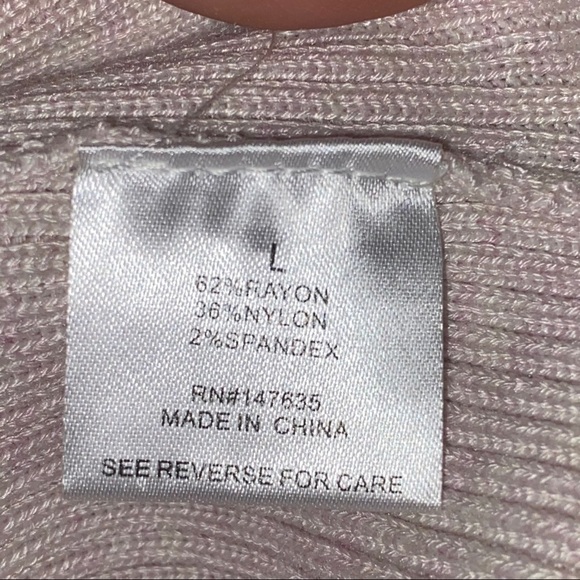 L
62%RAYON
36%NYLON
2%SPANDEX
RN#147635
MADE IN CHINA
SEE REVERSE FOR CARE